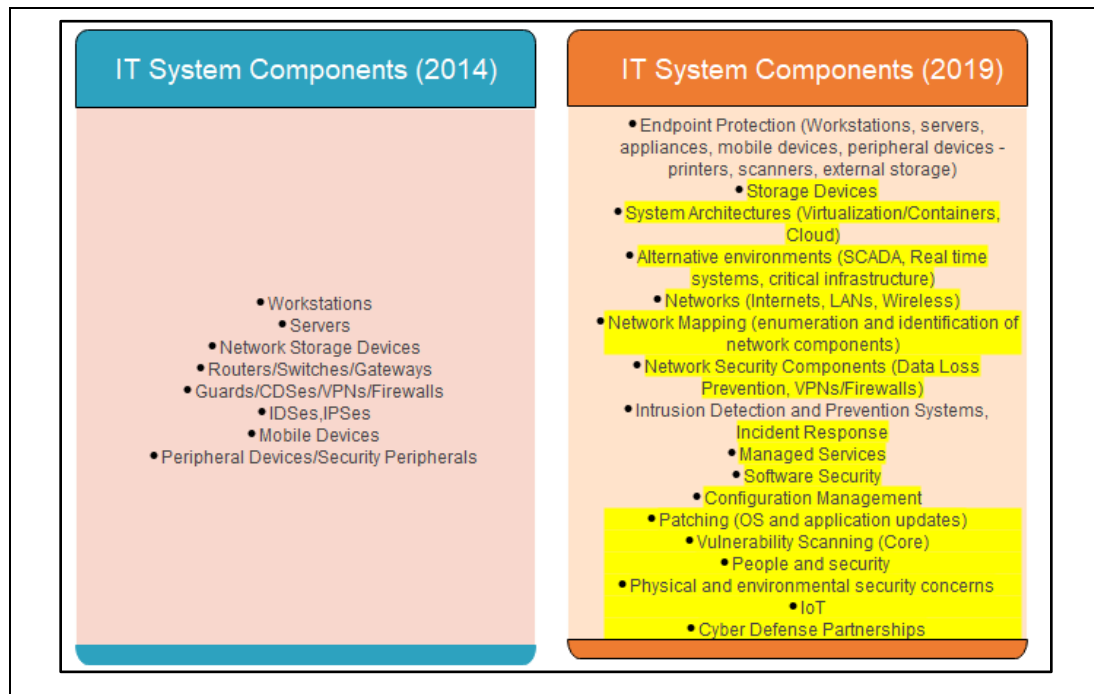 IT System Components (2014)
•Workstations
•Servers
•Network Storage Devices
•Routers/Switches/Gateways
•Guards/CDSes/VPNs/Firewalls
•IDSes,IPSes
•Mobile Devices
•Peripheral Devices/Security Peripherals
IT System Components (2019)
•Endpoint Protection (Workstations, servers,
appliances, mobile devices, peripheral devices -
printers, scanners, external storage)
•Storage Devices
•System Architectures (Virtualization/Containers,
Cloud)
•Alternative environments (SCADA, Real time
systems, critical infrastructure)
•Networks (Internets, LANs, Wireless)
•Network Mapping (enumeration and identification of
network components)
•Network Security Components (Data Loss
Prevention, VPNs/Firewalls)
•Intrusion Detection and Prevention Systems,
Incident Response
•Managed Services
•Software Security
•Configuration Management
•Patching (OS and application updates)
•Vulnerability Scanning (Core)
•People and security
•Physical and environmental security concerns
•IoT
•Cyber Defense Partnerships